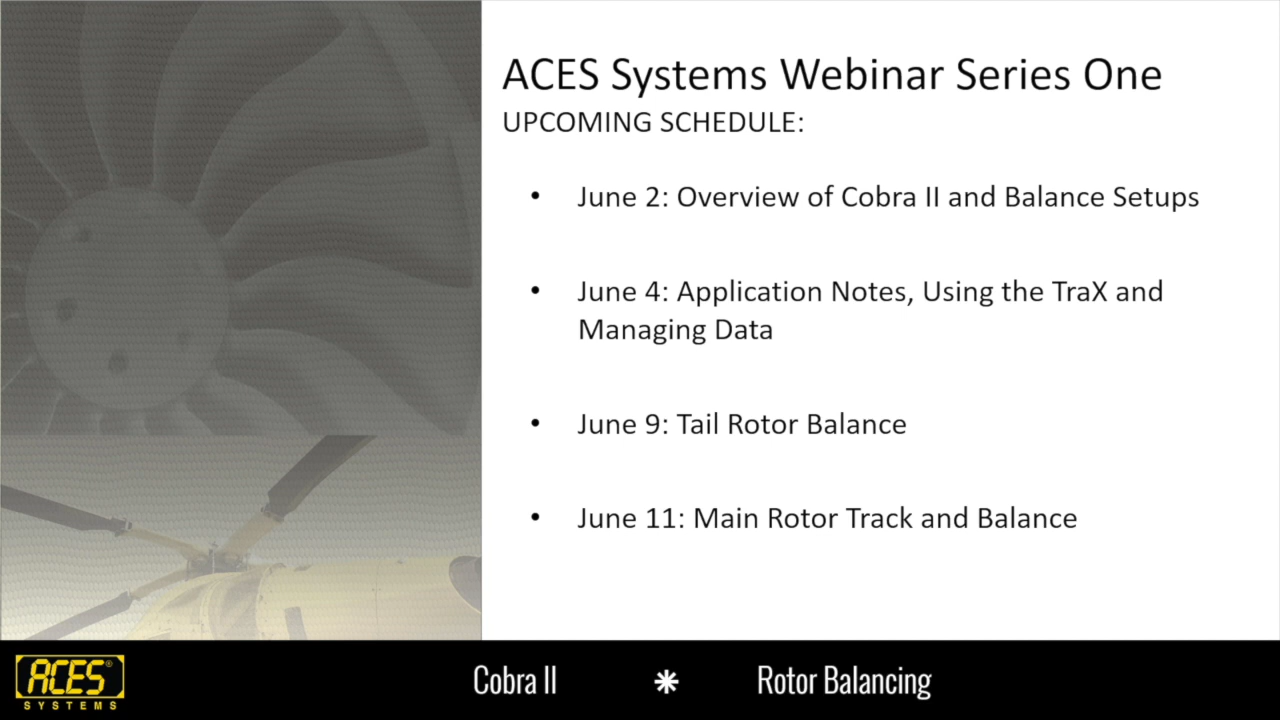 ACES Systems Webinar Series One
UPCOMING SCHEDULE:
• June 2: Overview of Cobra II and Balance Setups
• June 4: Application Notes, Using the TraX and
Managing Data
• June 9: Tail Rotor Balance
• June 11: Main Rotor Track and Balance
ACES®
SYSTEMS
Cobra II * Rotor Balancing